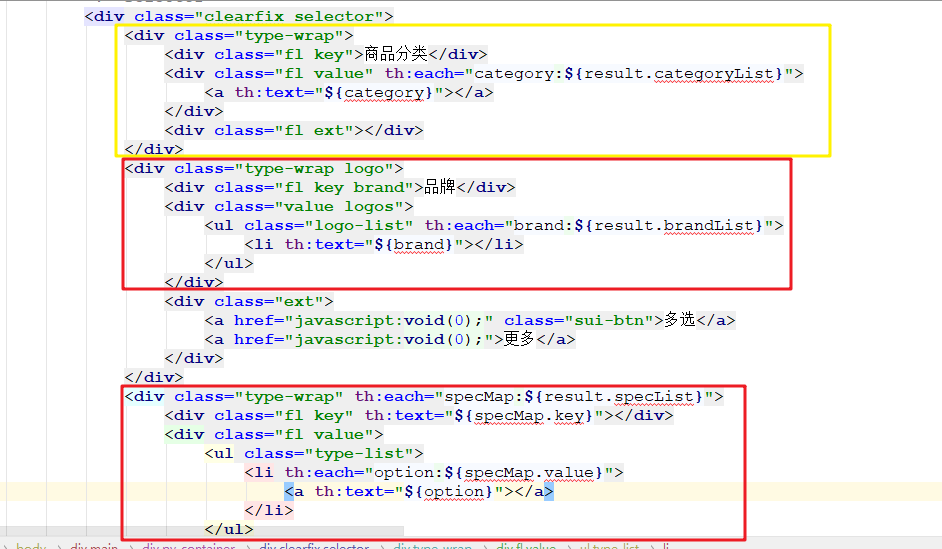 <div class="clearfix selector">
<div class="type-wrap">
<div class="fl key">商品分类</div>
<div class="fl value" th:each="category:${result.categoryList}">
<a th:text="${category}"></a>
</div>
<div class="fl ext"></div>
</div>
<div class="type-wrap logo">
<div class="fl key brand">品牌</div>
<div class="value logos">
<ul class="logo-list" th:each="brand:${result.brandList}">
<li th:text="${brand}"></li>
</ul>
</div>
<div class="ext">
<a href="javascript:void(0);" class="sui-btn">多选</a>
<a href="javascript:void(0);">更多</a>
</div>
</div>
<div class="type-wrap" th:each="specMap:${result.specList}">
<div class="fl key" th:text="${specMap.key}"></div>
<div class="fl value">
<ul class="type-list">
<li th:each="option:${specMap.value}">
<a th:text="${option}"></a>
</li>
</ul>
body > div.main > div.py_container > div.clearfix.selector > div.type-wrap > div.fl.value > ul.type-list > li